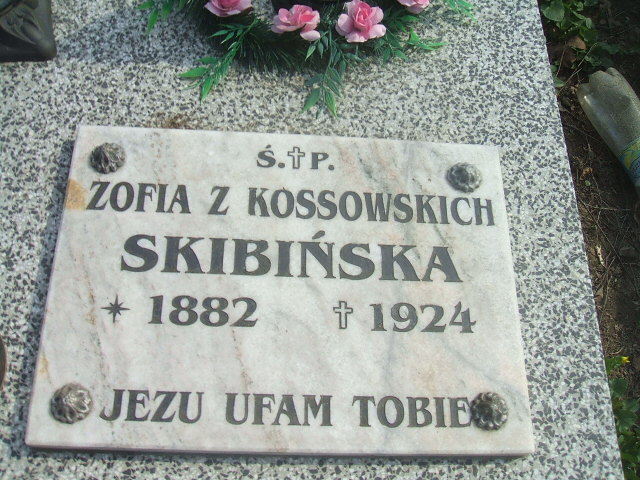 Ś.✝P.
ZOFIA Z KOSSOWSKICH
SKIBIŃSKA
* 1882 ✝ 1924
JEZU UFAM TOBIE